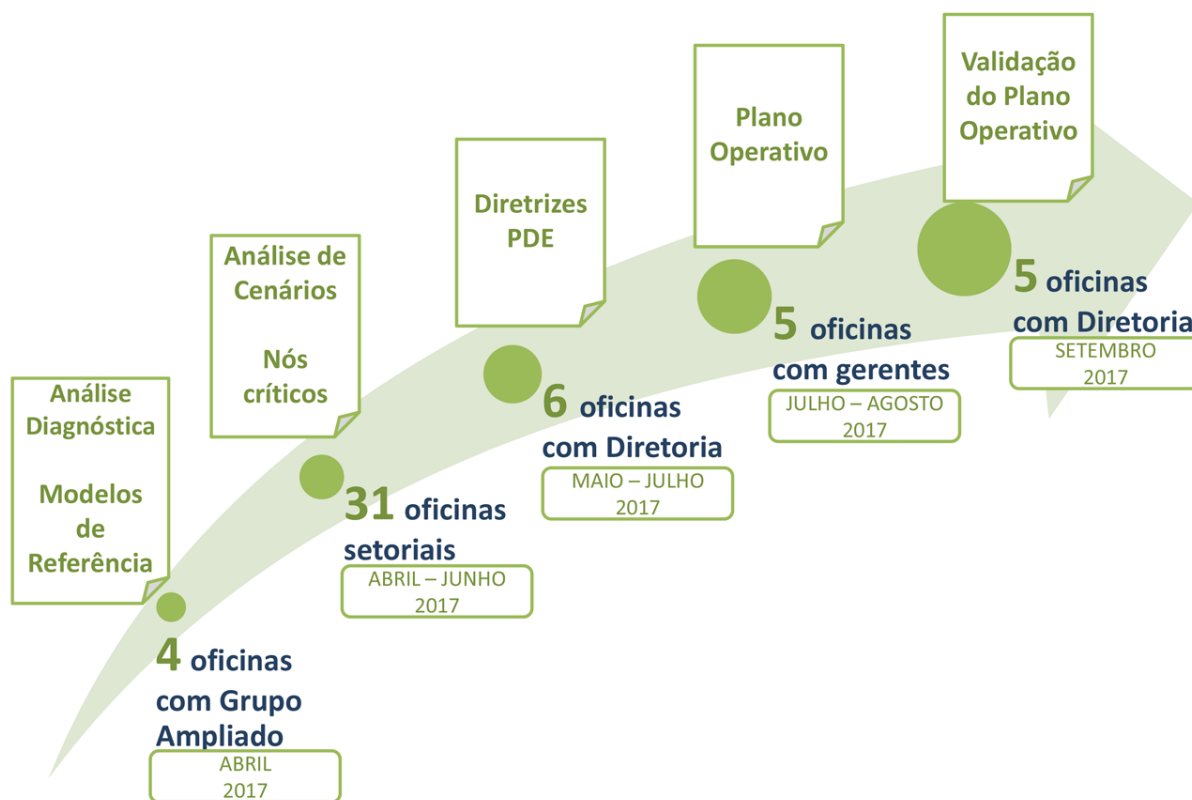 Análise
Diagnóstica
Modelos
de
Referência
4 oficinas
com Grupo
Ampliado
ABRIL
2017
Análise de
Cenários
Nós
críticos
31 oficinas
setoriais
ABRIL – JUNHO
2017
Diretrizes
PDE
6 oficinas
com Diretoria
MAIO – JULHO
2017
Plano
Operativo
5 oficinas
com gerentes
JULHO – AGOSTO
2017
Validação
do Plano
Operativo
5 oficinas
com Diretoria
SETEMBRO
2017